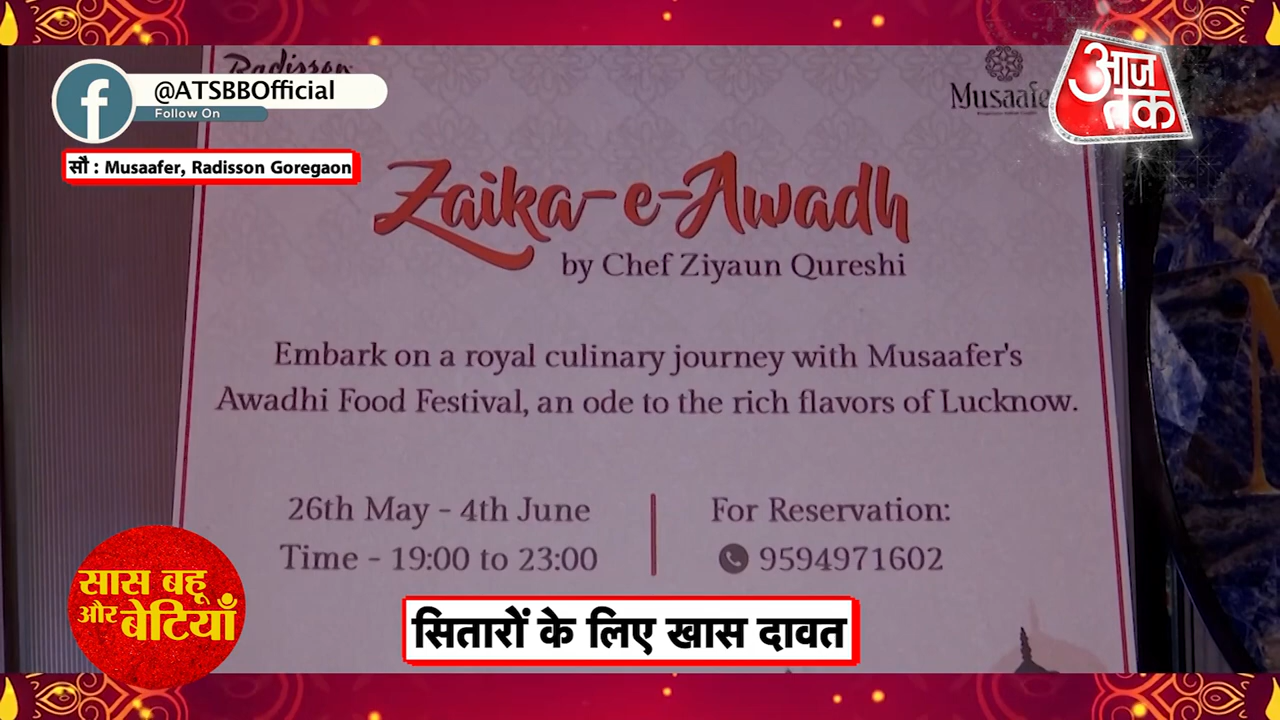 Radisson
@ATSBBOfficial
Follow On
सौ : Musaafer, Radisson Goregaon
आज तक
Zaika-e-Awadh
by Chef Ziyaun Qureshi
Embark on a royal culinary journey with Musaafer's
Awadhi Food Festival, an ode to the rich flavors of Lucknow.
26th May - 4th June
Time - 19:00 to 23:00
For Reservation:
9594971602
सास बहू
और बेटियाँ
सितारों के लिए खास दावत